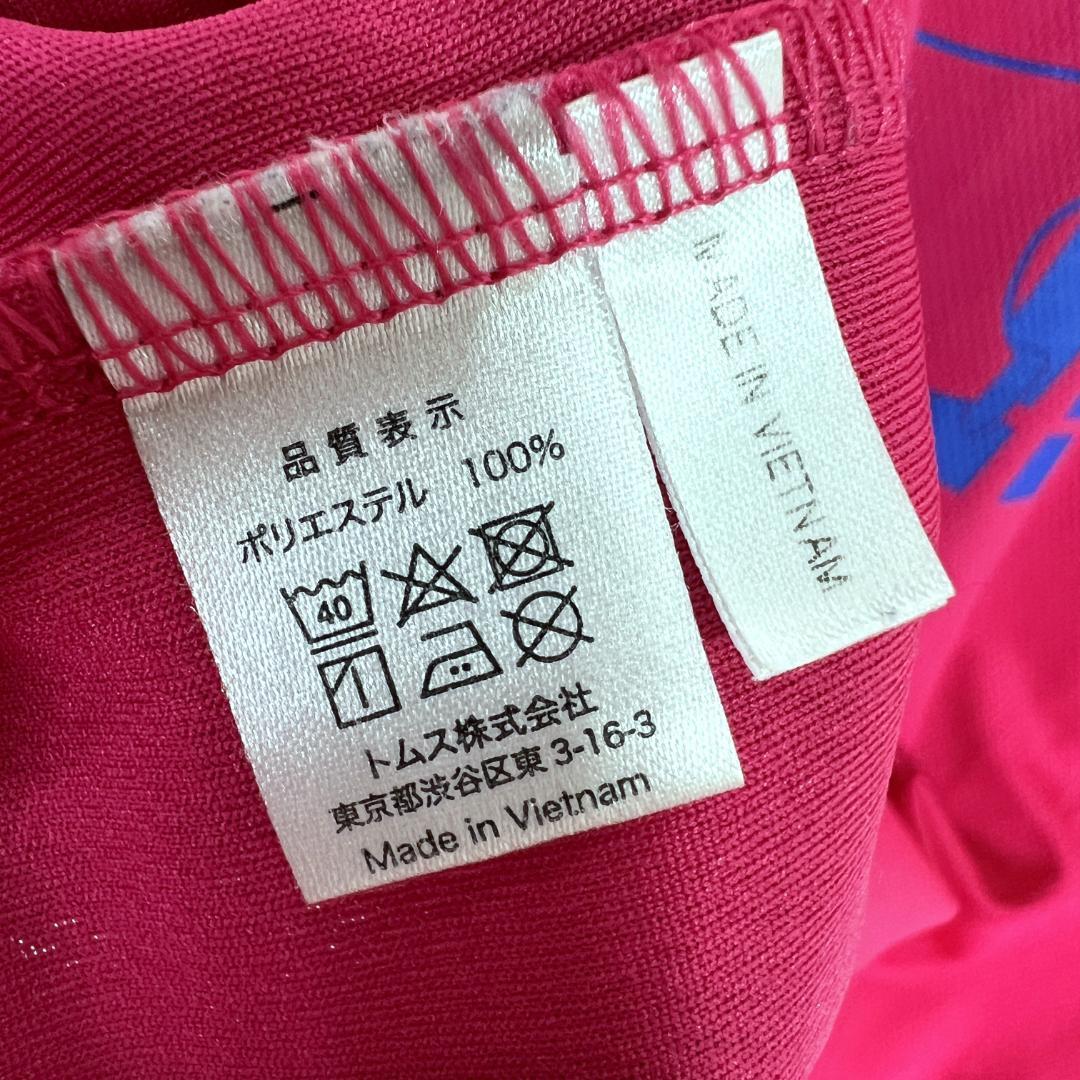 品質表示
ポリエステル 100%
40
トムス株式会社
東京都渋谷区東3-16-3
Made in Vietnam
MADE IN VIETNAM